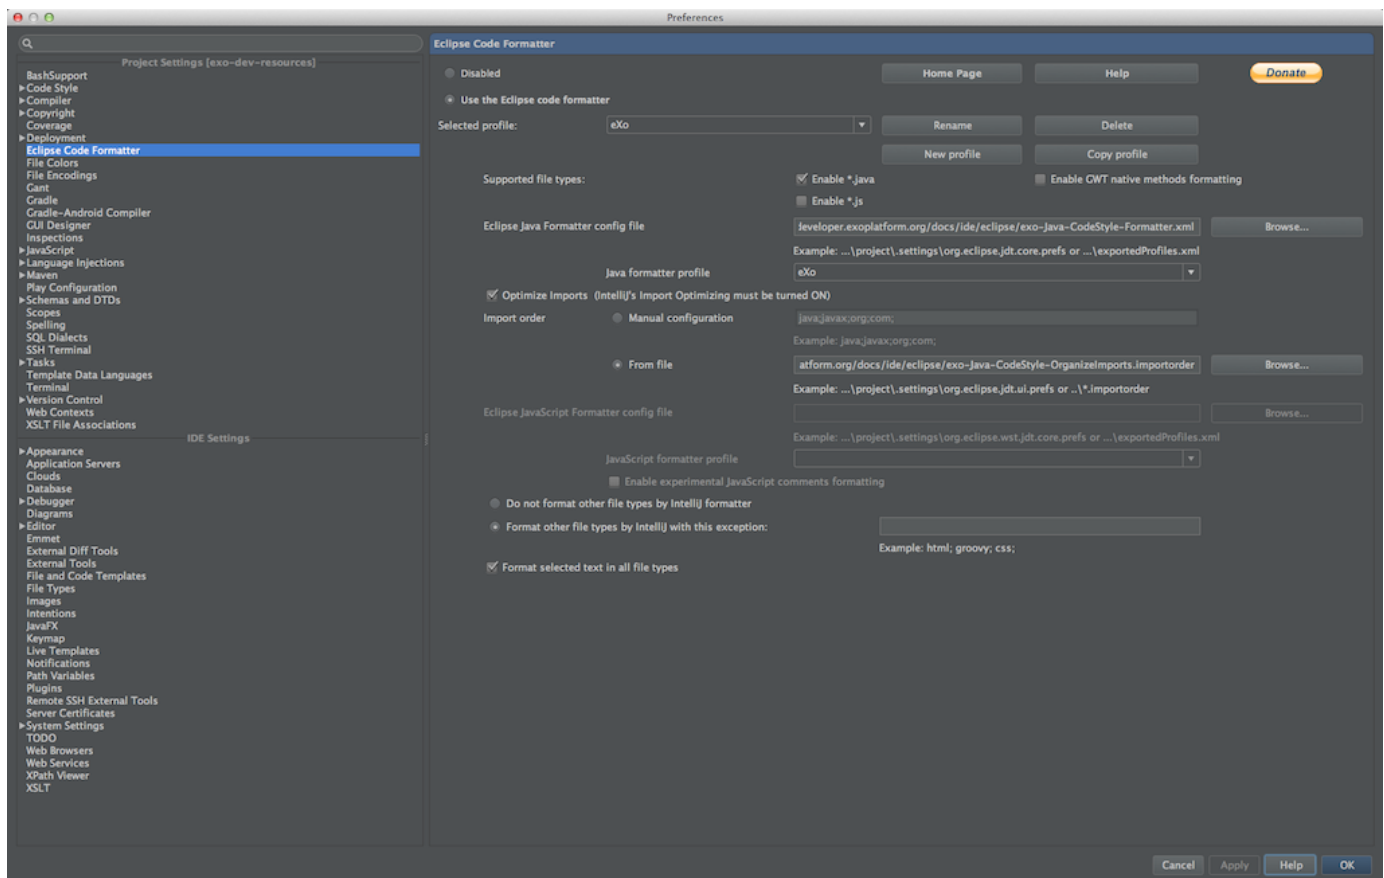 Preferences
Project Settings [exo-dev-resources]
BashSupport
Code Style
Compiler
Copyright
Coverage
Deployment
Eclipse Code Formatter
File Colors
File Encodings
Gant
Gradle
Gradle-Android Compiler
GUI Designer
Inspections
JavaScript
Language Injections
Maven
Play Configuration
Schemas and DTDs
Scopes
Spelling
SQL Dialects
SSH Terminal
Tasks
Template Data Languages
Terminal
Version Control
Web Contexts
XSLT File Associations
IDE Settings
Appearance
Application Servers
Clouds
Database
Debugger
Diagrams
Editor
Emmet
External Diff Tools
External Tools
File and Code Templates
File Types
Images
Intentions
JavaFX
Keymap
Live Templates
Notifications
Path Variables
Plugins
Remote SSH External Tools
Server Certificates
System Settings
TODO
Web Browsers
Web Services
XPath Viewer
XSLT
Eclipse Code Formatter
Disabled Home Page Help Donate
Use the Eclipse code formatter
Selected profile: eXo Rename Delete
New profile Copy profile
Supported file types: Enable *.java Enable GWT native methods formatting
Enable *.js
Eclipse Java Formatter config file developer.exoplatform.org/docs/ide/eclipse/exo-Java-CodeStyle-Formatter.xml Browse...
Example: ...\project\.settings\org.eclipse.jdt.core.prefs or ...\exportedProfiles.xml
Java formatter profile eXo
Optimize Imports (IntelliJ's Import Optimizing must be turned ON)
Import order Manual configuration java;javax;org;com;
Example: java;javax;org;com;
From file atform.org/docs/ide/eclipse/exo-Java-CodeStyle-OrganizeImports.importorder Browse...
Example: ...\project\.settings\org.eclipse.jdt.ui.prefs or ..\*.importorder
Eclipse JavaScript Formatter config file Browse...
Example: ...\project\.settings\org.eclipse.wst.jdt.core.prefs or ...\exportedProfiles.xml
JavaScript formatter profile
Enable experimental JavaScript comments formatting
Do not format other file types by IntelliJ formatter
Format other file types by IntelliJ with this exception:
Example: html; groovy; css;
Format selected text in all file types
Cancel Apply Help OK